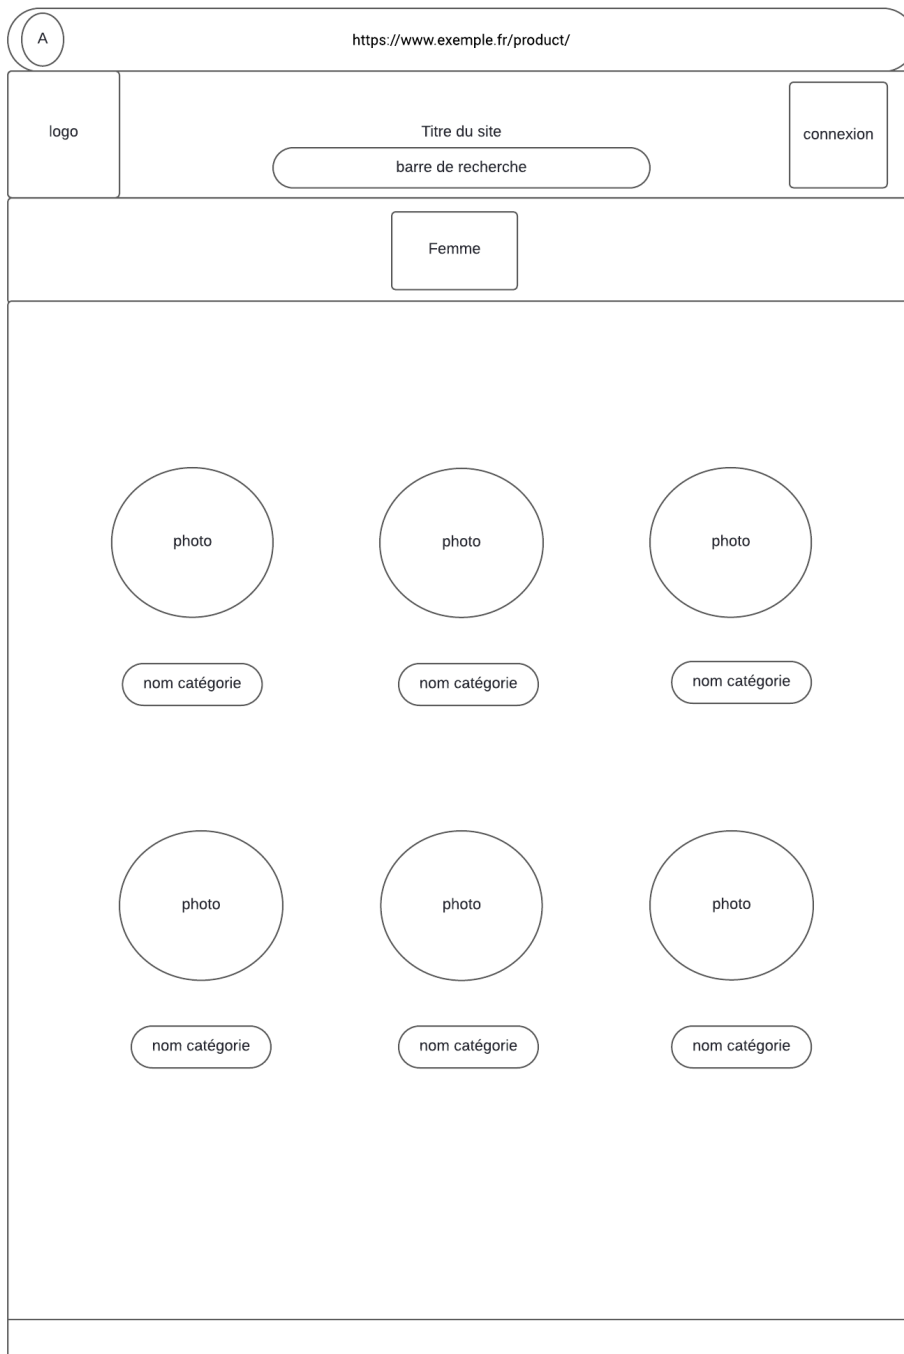 A
https://www.exemple.fr/product/
logo
Titre du site
connexion
barre de recherche
Femme
photo
photo
photo
nom catégorie
nom catégorie
nom catégorie
photo
photo
photo
nom catégorie
nom catégorie
nom catégorie